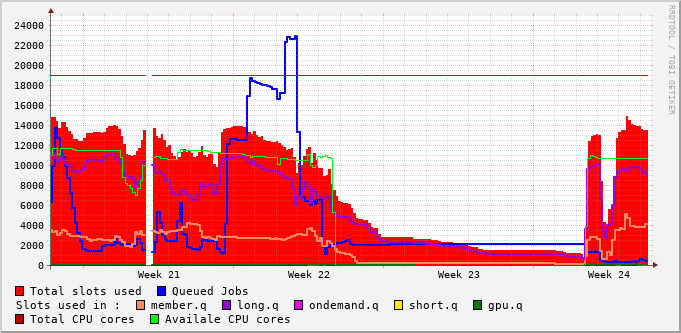 24000
22000
20000
18000
16000
14000
12000
10000
8000
6000
4000
2000
0
Week 21 Week 22 Week 23 Week 24
RRDTOOL / TOBI OETIKER
Total slots used Queued Jobs
Slots used in : member.q long.q ondemand.q short.q gpu.q
Total CPU cores Availale CPU cores